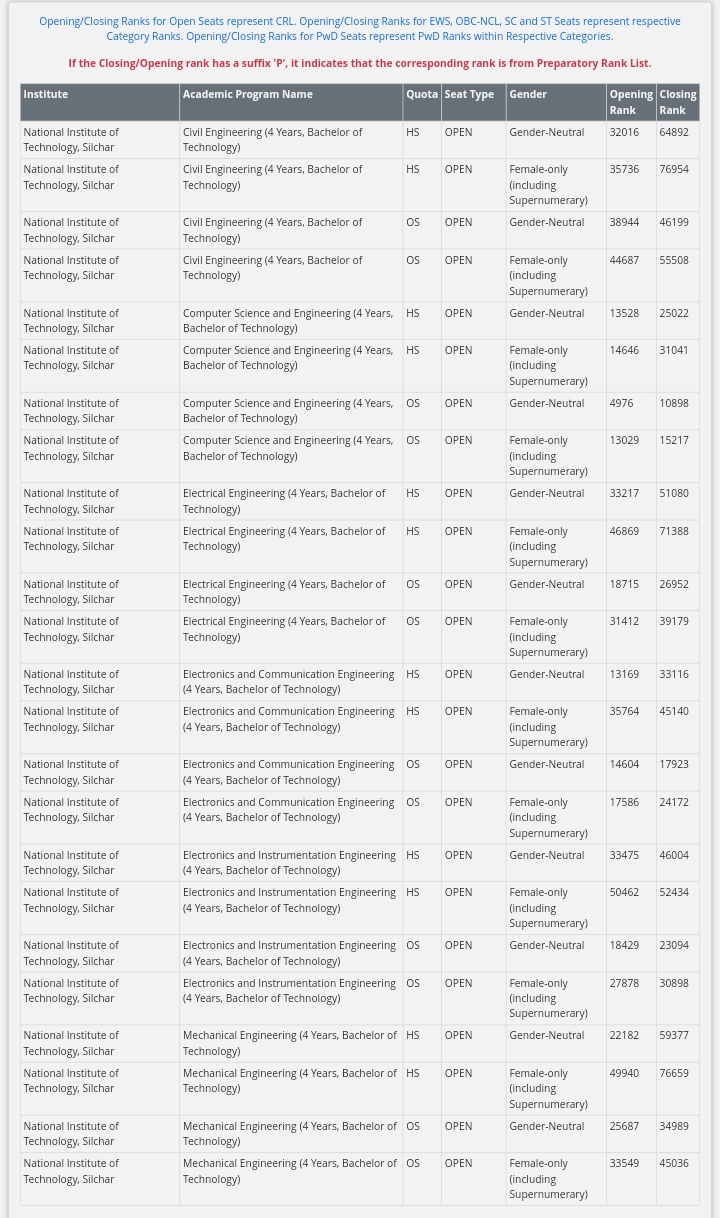 Opening/Closing Ranks for Open Seats represent CRL. Opening/Closing Ranks for EWS, OBC-NCL, SC and ST Seats represent respective
Category Ranks. Opening/Closing Ranks for PwD Seats represent PwD Ranks within Respective Categories.
If the Closing/Opening rank has a suffix 'P', it indicates that the corresponding rank is from Preparatory Rank List.
Institute Academic Program Name Quota Seat Type Gender Opening Closing
Rank Rank
National Institute of Civil Engineering (4 Years, Bachelor of HS OPEN Gender-Neutral 32016 64892
Technology, Silchar Technology)
National Institute of Civil Engineering (4 Years, Bachelor of HS OPEN Female-only 35736 76954
Technology, Silchar Technology) (including
Supernumerary)
National Institute of Civil Engineering (4 Years, Bachelor of OS OPEN Gender-Neutral 38944 46199
Technology, Silchar Technology)
National Institute of Civil Engineering (4 Years, Bachelor of OS OPEN Female-only 44687 55508
Technology, Silchar Technology) (including
Supernumerary)
National Institute of Computer Science and Engineering (4 Years, HS OPEN Gender-Neutral 13528 25022
Technology, Silchar Bachelor of Technology)
National Institute of Computer Science and Engineering (4 Years, HS OPEN Female-only 14646 31041
Technology, Silchar Bachelor of Technology) (including
Supernumerary)
National Institute of Computer Science and Engineering (4 Years, OS OPEN Gender-Neutral 4976 10898
Technology, Silchar Bachelor of Technology)
National Institute of Computer Science and Engineering (4 Years, OS OPEN Female-only 13029 15217
Technology, Silchar Bachelor of Technology) (including
Supernumerary)
National Institute of Electrical Engineering (4 Years, Bachelor of HS OPEN Gender-Neutral 33217 51080
Technology, Silchar Technology)
National Institute of Electrical Engineering (4 Years, Bachelor of HS OPEN Female-only 46869 71388
Technology, Silchar Technology) (including
Supernumerary)
National Institute of Electrical Engineering (4 Years, Bachelor of OS OPEN Gender-Neutral 18715 26952
Technology, Silchar Technology)
National Institute of Electrical Engineering (4 Years, Bachelor of OS OPEN Female-only 31412 39179
Technology, Silchar Technology) (including
Supernumerary)
National Institute of Electronics and Communication Engineering HS OPEN Gender-Neutral 13169 33116
Technology, Silchar (4 Years, Bachelor of Technology)
National Institute of Electronics and Communication Engineering HS OPEN Female-only 35764 45140
Technology, Silchar (4 Years, Bachelor of Technology) (including
Supernumerary)
National Institute of Electronics and Communication Engineering OS OPEN Gender-Neutral 14604 17923
Technology, Silchar (4 Years, Bachelor of Technology)
National Institute of Electronics and Communication Engineering OS OPEN Female-only 17586 24172
Technology, Silchar (4 Years, Bachelor of Technology) (including
Supernumerary)
National Institute of Electronics and Instrumentation Engineering HS OPEN Gender-Neutral 33475 46004
Technology, Silchar (4 Years, Bachelor of Technology)
National Institute of Electronics and Instrumentation Engineering HS OPEN Female-only 50462 52434
Technology, Silchar (4 Years, Bachelor of Technology) (including
Supernumerary)
National Institute of Electronics and Instrumentation Engineering OS OPEN Gender-Neutral 18429 23094
Technology, Silchar (4 Years, Bachelor of Technology)
National Institute of Electronics and Instrumentation Engineering OS OPEN Female-only 27878 30898
Technology, Silchar (4 Years, Bachelor of Technology) (including
Supernumerary)
National Institute of Mechanical Engineering (4 Years, Bachelor of HS OPEN Gender-Neutral 22182 59377
Technology, Silchar Technology)
National Institute of Mechanical Engineering (4 Years, Bachelor of HS OPEN Female-only 49940 76659
Technology, Silchar Technology) (including
Supernumerary)
National Institute of Mechanical Engineering (4 Years, Bachelor of OS OPEN Gender-Neutral 25687 34989
Technology, Silchar Technology)
National Institute of Mechanical Engineering (4 Years, Bachelor of OS OPEN Female-only 33549 45036
Technology, Silchar Technology) (including
Supernumerary)